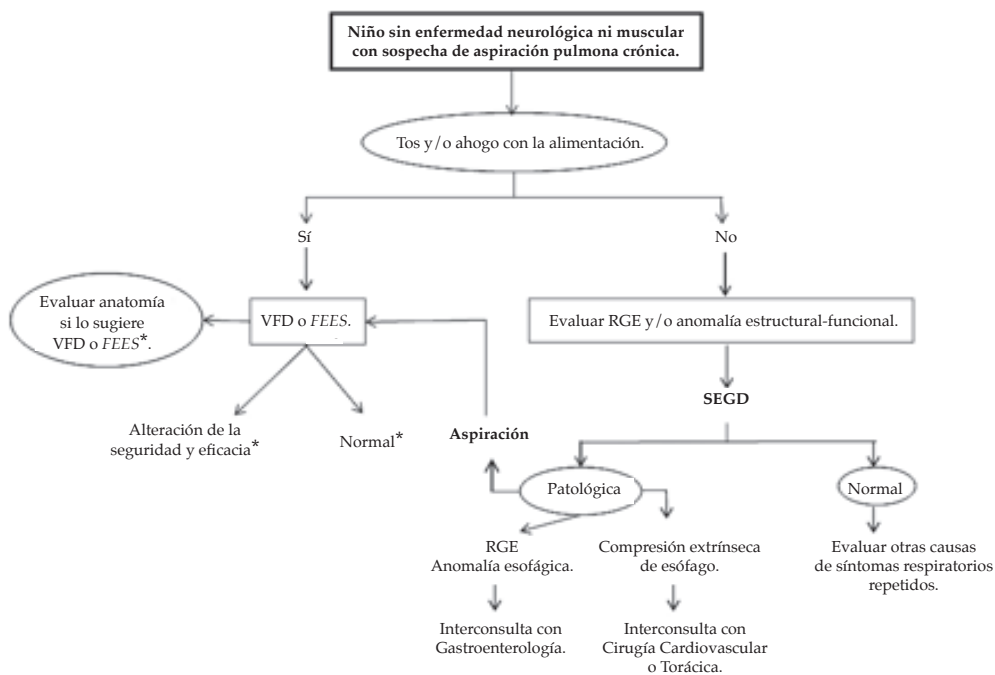 Niño sin enfermedad neurológica ni muscular
con sospecha de aspiración pulmona crónica.
Tos y/o ahogo con la alimentación.
Sí
No
Evaluar anatomía
si lo sugiere
VFD o FEES*.
VFD o FEES.
Evaluar RGE y/o anomalía estructural-funcional.
SEGD
Alteración de la
seguridad y eficacia*
Normal*
Aspiración
Patológica
Normal
RGE
Anomalía esofágica.
Compresión extrínseca
de esófago.
Evaluar otras causas
de síntomas respiratorios
repetidos.
Interconsulta con
Gastroenterología.
Interconsulta con
Cirugía Cardiovascular
o Torácica.